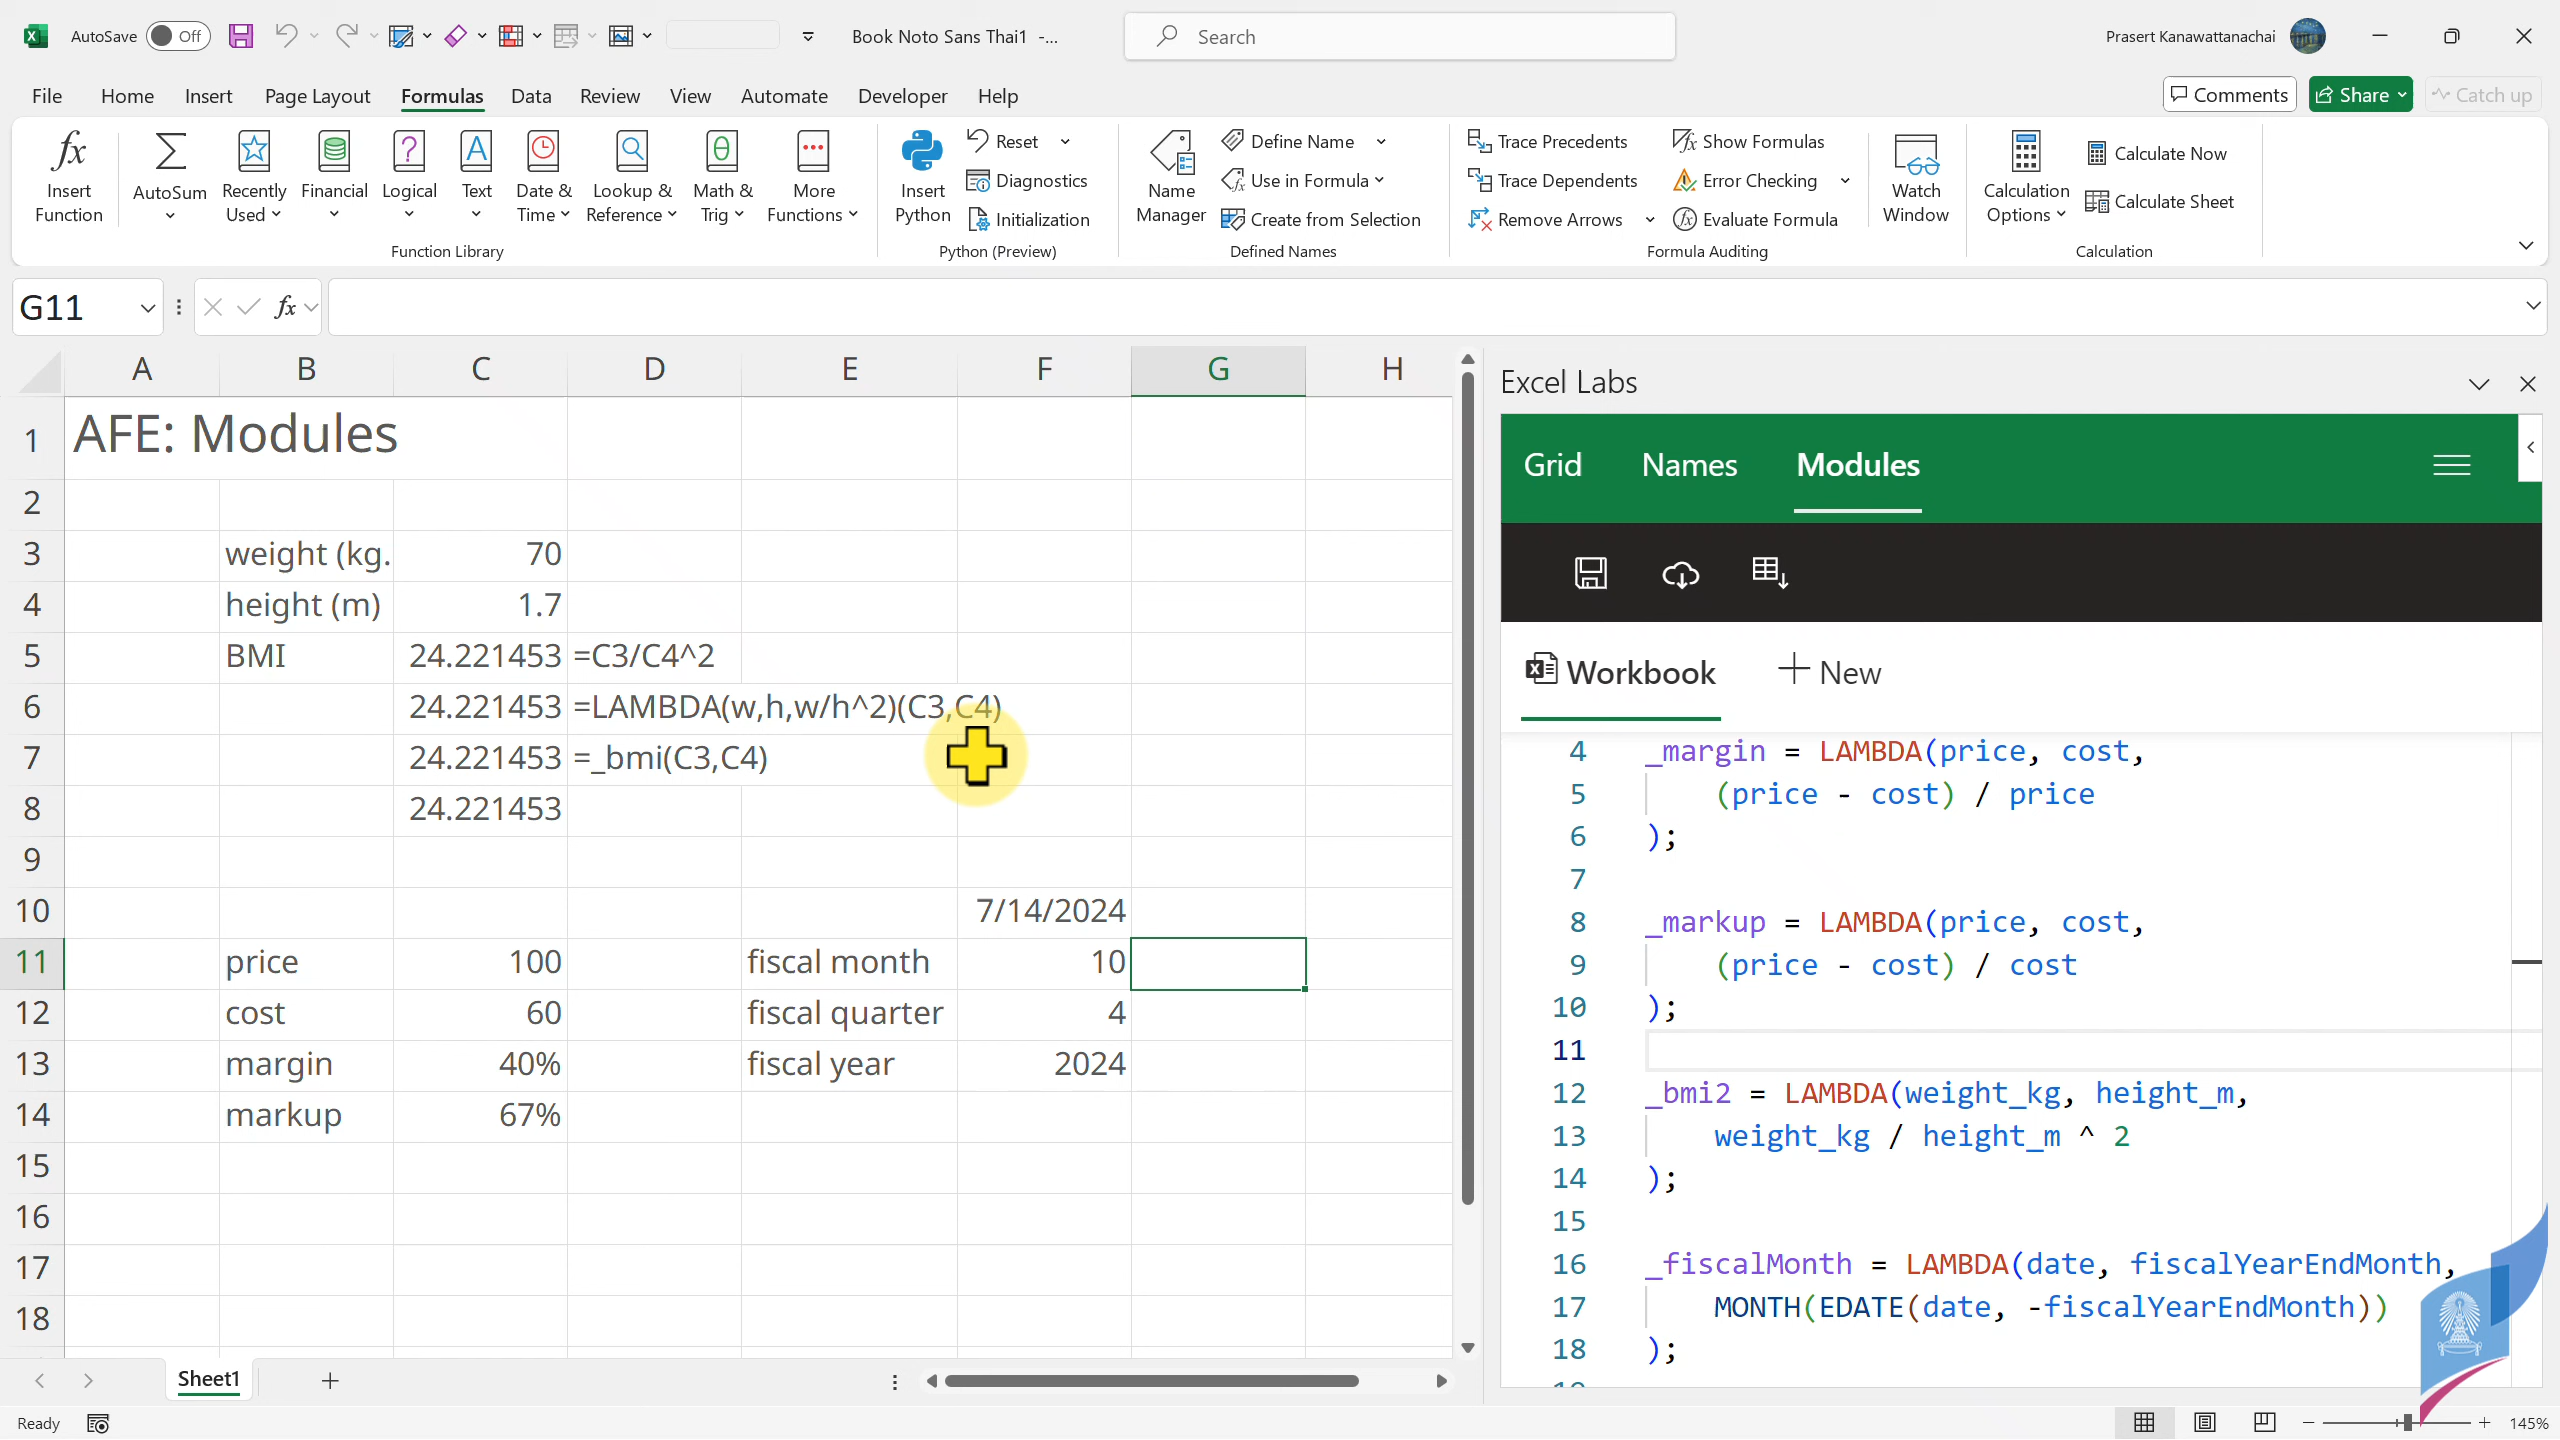 AutoSave Off Book Noto Sans Thai1 -... Search Prasert Kanawattanachai
File Home Insert Page Layout Formulas Data Review View Automate Developer Help Comments Share Catch up
Insert Function
AutoSum
Recently Used
Financial
Logical
Text
Date & Time
Lookup & Reference
Math & Trig
More Functions
Function Library
Insert Python
Reset
Diagnostics
Initialization
Python (Preview)
Name Manager
Define Name
Use in Formula
Create from Selection
Defined Names
Trace Precedents
Trace Dependents
Remove Arrows
Show Formulas
Error Checking
Evaluate Formula
Formula Auditing
Watch Window
Calculation Options
Calculate Now
Calculate Sheet
Calculation
G11 fx
A B C D E F G H
1 AFE: Modules
2
3 weight (kg. 70
4 height (m) 1.7
5 BMI 24.221453 =C3/C4^2
6 24.221453 =LAMBDA(w,h,w/h^2)(C3,C4)
7 24.221453 =_bmi(C3,C4)
8 24.221453
9
10 7/14/2024
11 price 100 fiscal month 10
12 cost 60 fiscal quarter 4
13 margin 40% fiscal year 2024
14 markup 67%
15
16
17
18
Sheet1
Ready
145%
Excel Labs
Grid Names Modules
Workbook + New
4 _margin = LAMBDA(price, cost,
5 (price - cost) / price
6 );
7
8 _markup = LAMBDA(price, cost,
9 (price - cost) / cost
10 );
11
12 _bmi2 = LAMBDA(weight_kg, height_m,
13 weight_kg / height_m ^ 2
14 );
15
16 _fiscalMonth = LAMBDA(date, fiscalYearEndMonth,
17 MONTH(EDATE(date, -fiscalYearEndMonth))
18 );